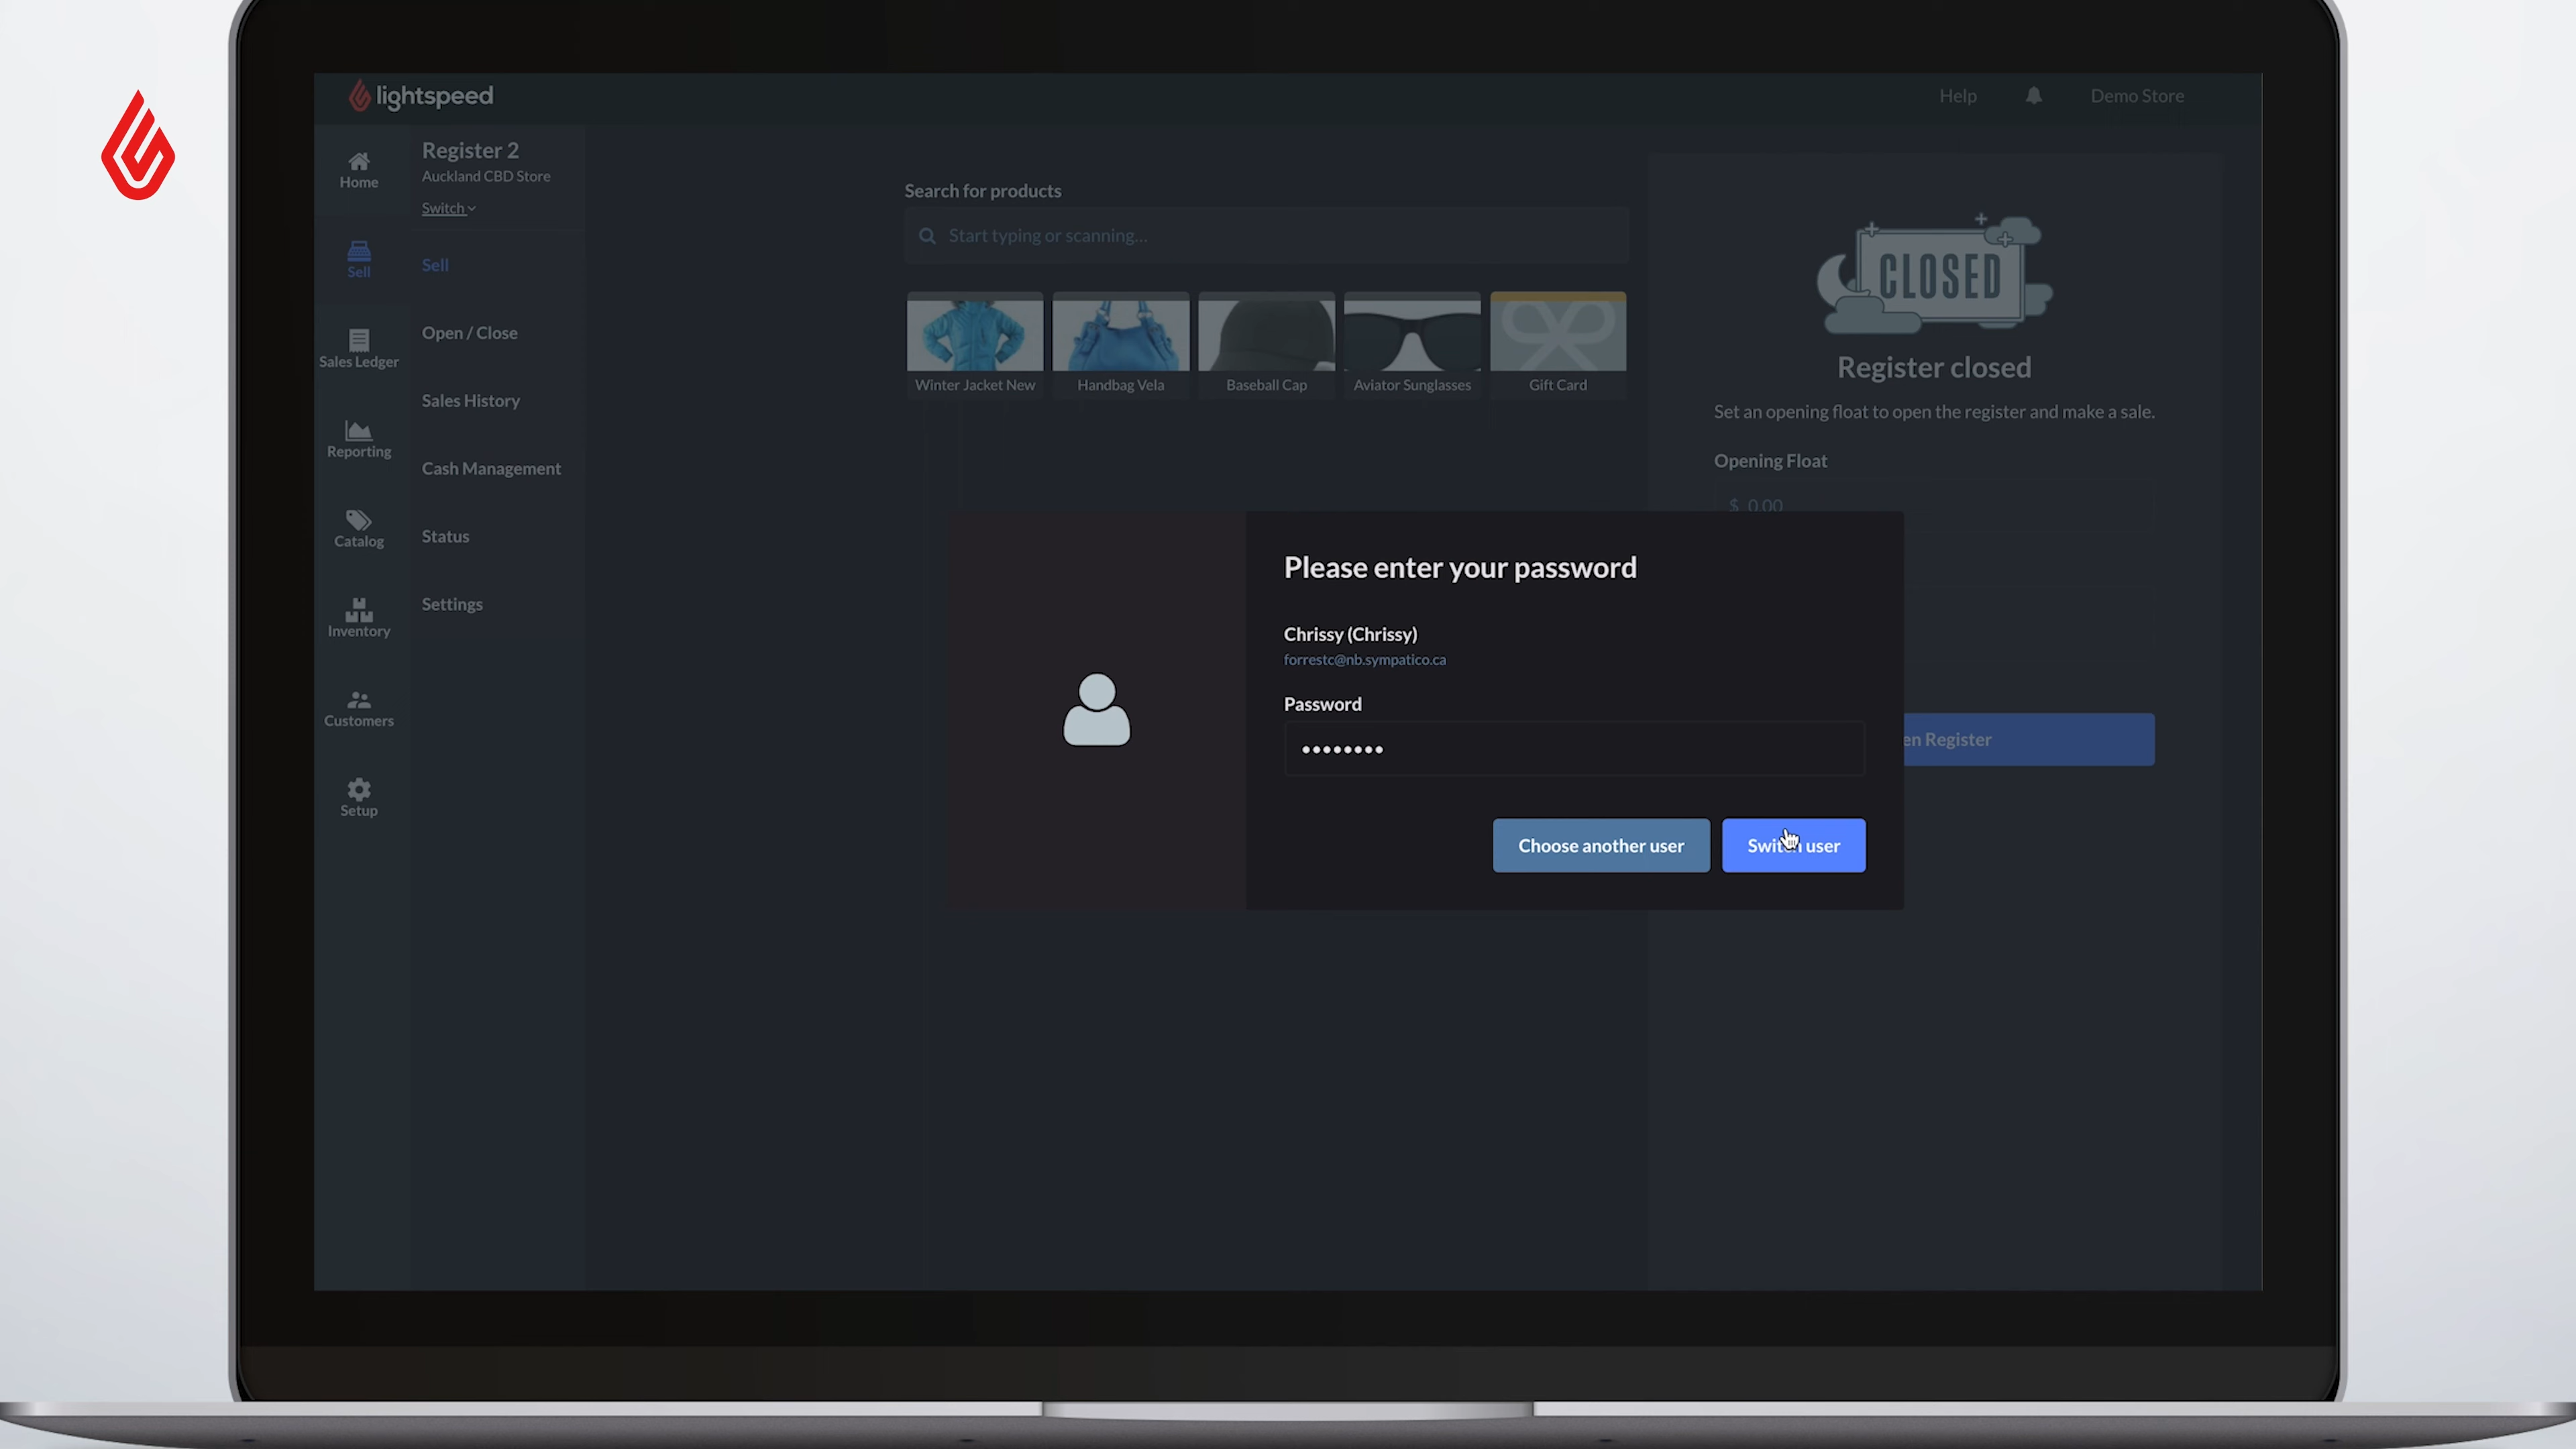 lightspeed
Help
Demo Store
Home
Register 2
Auckland CBD Store
Switch
Sell
Sell
Open / Close
Sales Ledger
Sales History
Reporting
Cash Management
Catalog
Status
Inventory
Settings
Customers
Setup
Search for products
Start typing or scanning...
Winter Jacket New
Handbag Vela
Baseball Cap
Aviator Sunglasses
Gift Card
CLOSED
Register closed
Set an opening float to open the register and make a sale.
Opening Float
$ 0.00
en Register
Please enter your password
Chrissy (Chrissy)
forrestc@nb.sympatico.ca
Password
••••••••
Choose another user
Switch user